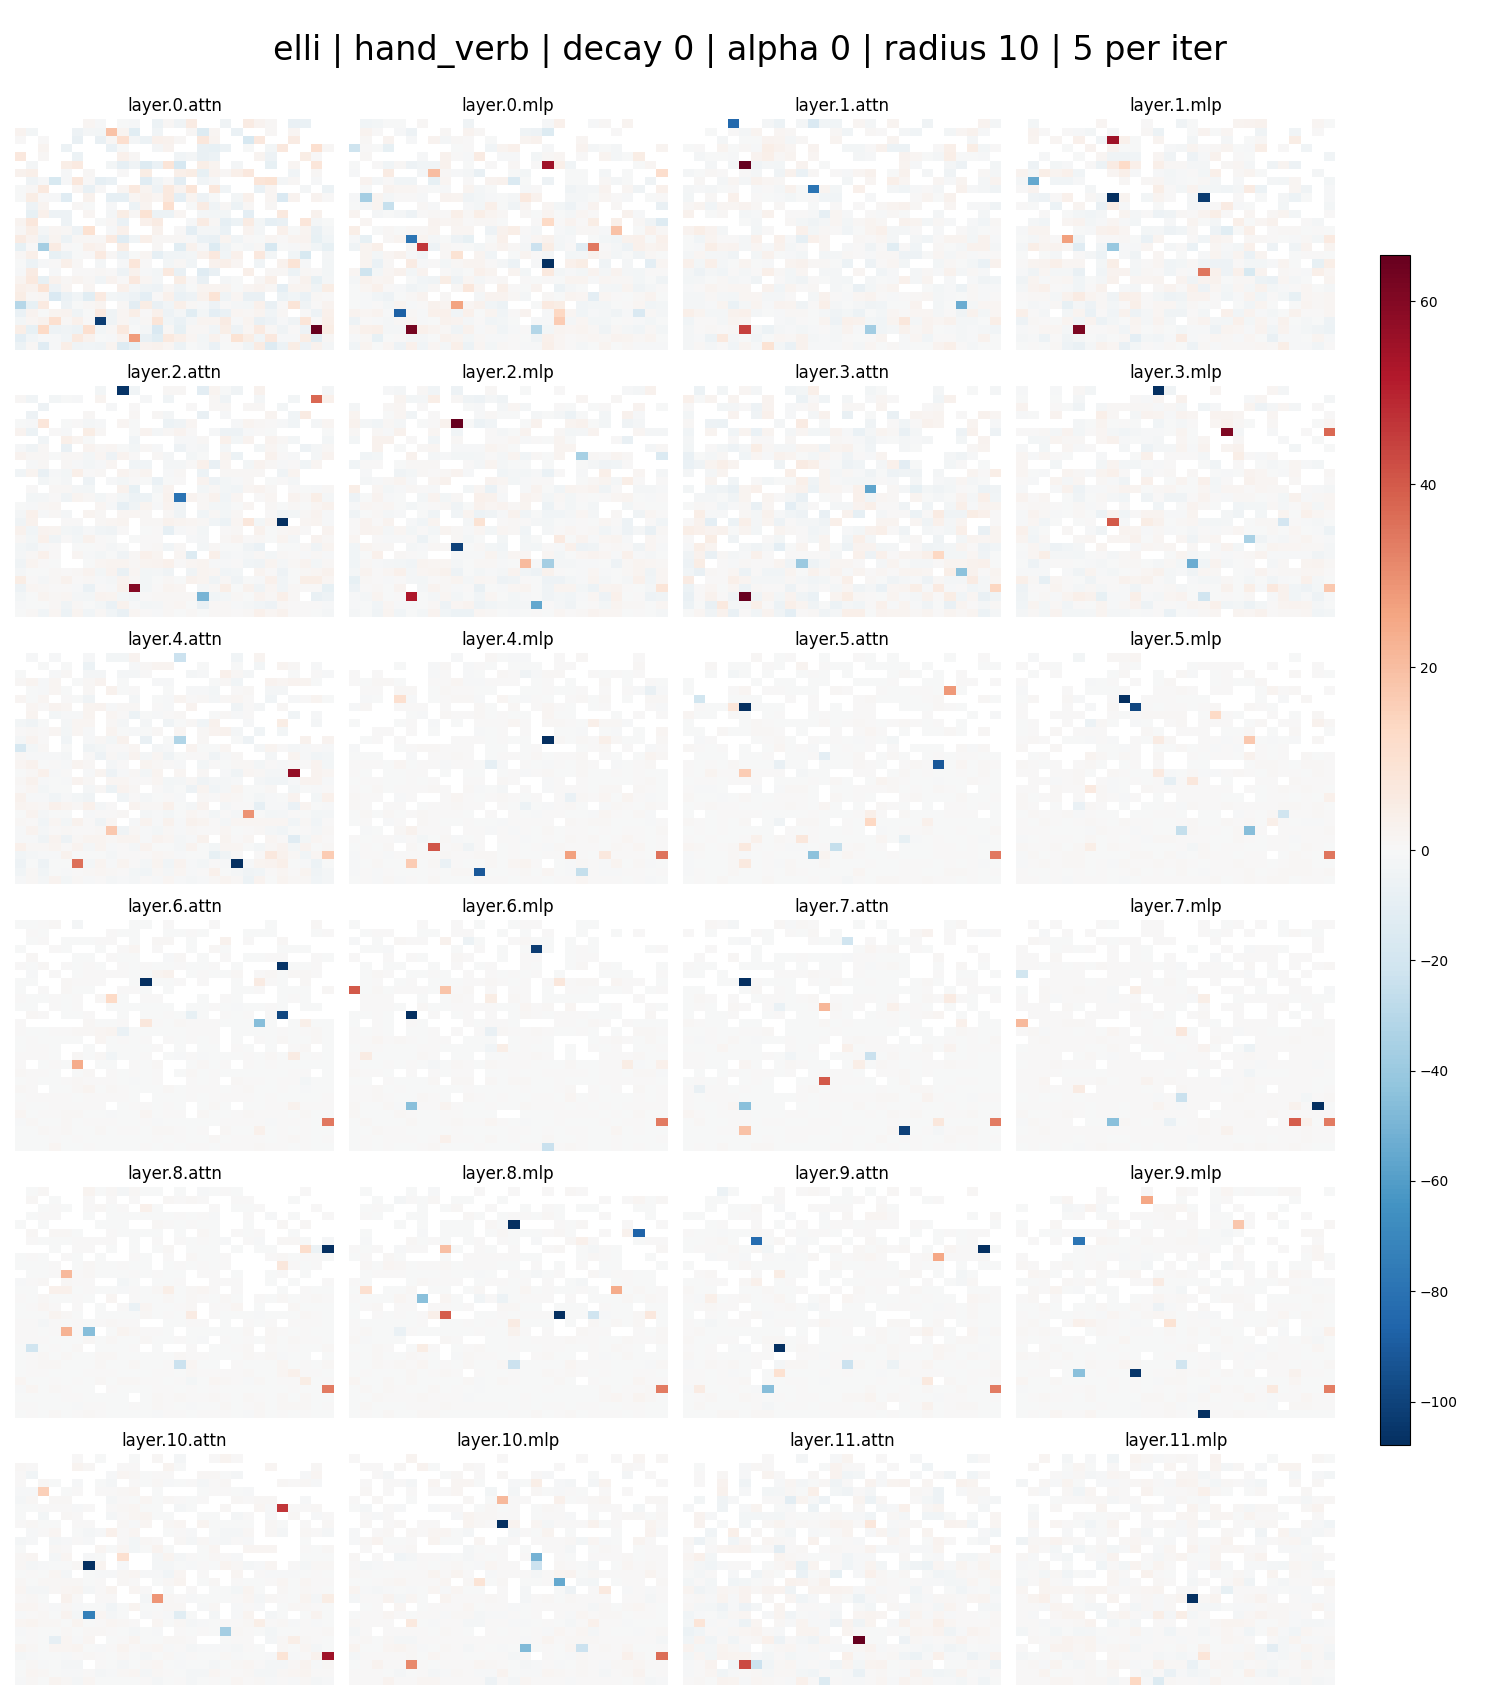 elli | hand_verb | decay 0 | alpha 0 | radius 10 | 5 per iter
layer.0.attn layer.0.mlp layer.1.attn layer.1.mlp
layer.2.attn layer.2.mlp layer.3.attn layer.3.mlp
layer.4.attn layer.4.mlp layer.5.attn layer.5.mlp
layer.6.attn layer.6.mlp layer.7.attn layer.7.mlp
layer.8.attn layer.8.mlp layer.9.attn layer.9.mlp
layer.10.attn layer.10.mlp layer.11.attn layer.11.mlp
60
40
20
0
−20
−40
−60
−80
−100